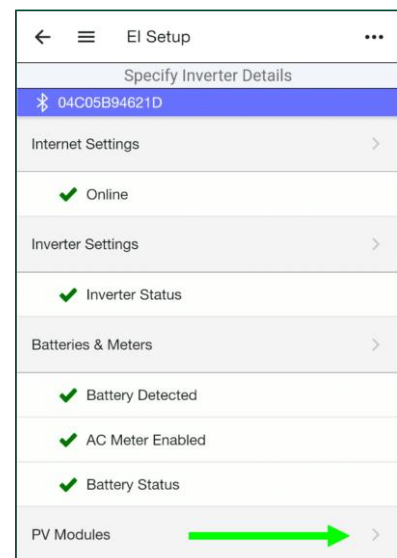 EI Setup
Specify Inverter Details
04C05B94621D
Internet Settings
Online
Inverter Settings
Inverter Status
Batteries & Meters
Battery Detected
AC Meter Enabled
Battery Status
PV Modules